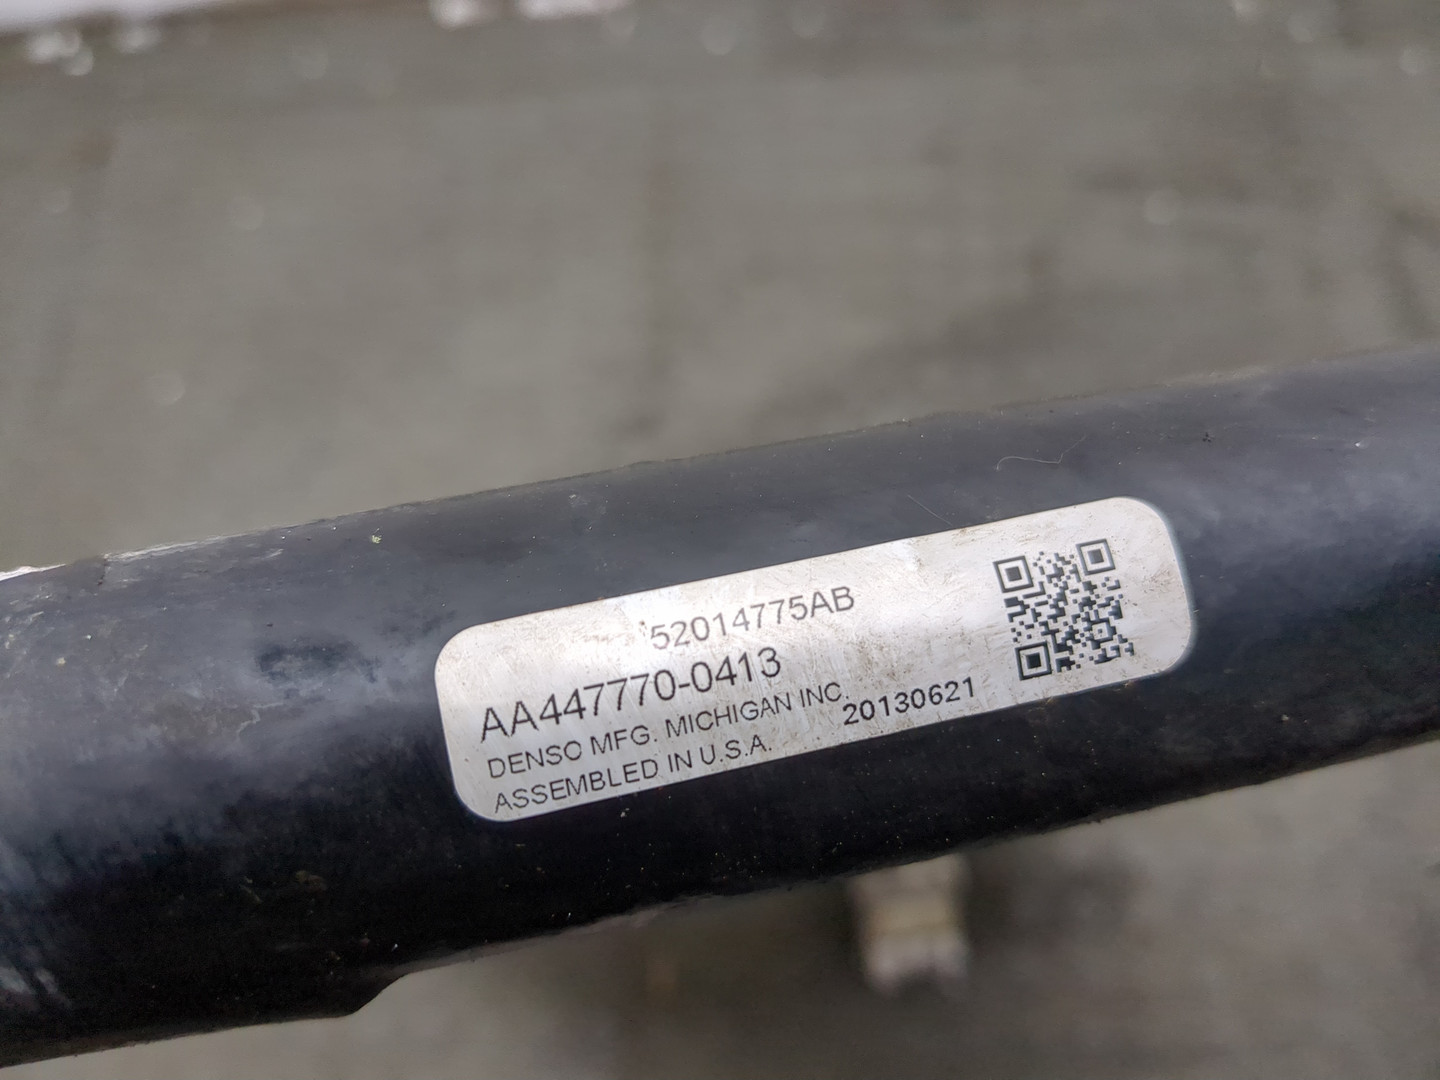 52014775AB
AA447770-0413
DENSO MFG. MICHIGAN INC.
20130621
ASSEMBLED IN U.S.A.